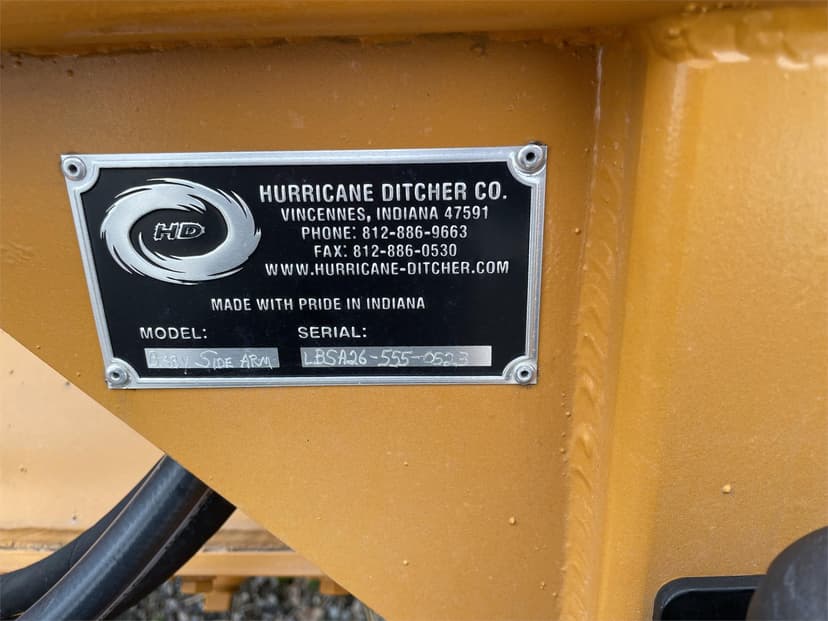 HD
HURRICANE DITCHER CO.
VINCENNES, INDIANA 47591
PHONE: 812-886-9663
FAX: 812-886-0530
WWW.HURRICANE-DITCHER.COM
MADE WITH PRIDE IN INDIANA
MODEL: SERIAL:
SIDE ARM LBSA26-555-0523